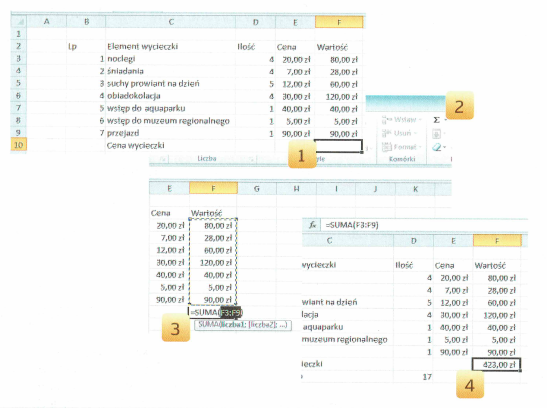 A B C D E F
1
2 Lp Element wycieczki Ilość Cena Wartość
3 1 noclegi 4 20,00 zł 80,00 zł
4 2 śniadania 4 7,00 zł 28,00 zł
5 3 suchy prowiant na dzień 5 12,00 zł 60,00 zł
6 4 obiadokolacja 4 30,00 zł 120,00 zł
7 5 wstęp do aquaparku 1 40,00 zł 40,00 zł
8 6 wstęp do muzeum regionalnego 1 5,00 zł 5,00 zł
9 7 przejazd 1 90,00 zł 90,00 zł
10 Cena wycieczki
1
2
Wstaw Σ
Usuń
Format
Liczba
Komórki
E F G H I J K
Cena Wartość
20,00 zł 80,00 zł
7,00 zł 28,00 zł
12,00 zł 60,00 zł
30,00 zł 120,00 zł
40,00 zł 40,00 zł
5,00 zł 5,00 zł
90,00 zł 90,00 zł
=SUMA(F3:F9)
SUMA(liczba1; [liczba2]; ...)
3
fx =SUMA(F3:F9)
C D E F
wycieczki Ilość Cena Wartość
4 20,00 zł 80,00 zł
4 7,00 zł 28,00 zł
wiant na dzień 5 12,00 zł 60,00 zł
lacja 4 30,00 zł 120,00 zł
aquaparku 1 40,00 zł 40,00 zł
muzeum regionalnego 1 5,00 zł 5,00 zł
1 90,00 zł 90,00 zł
ieczki 423,00 zł
17
4